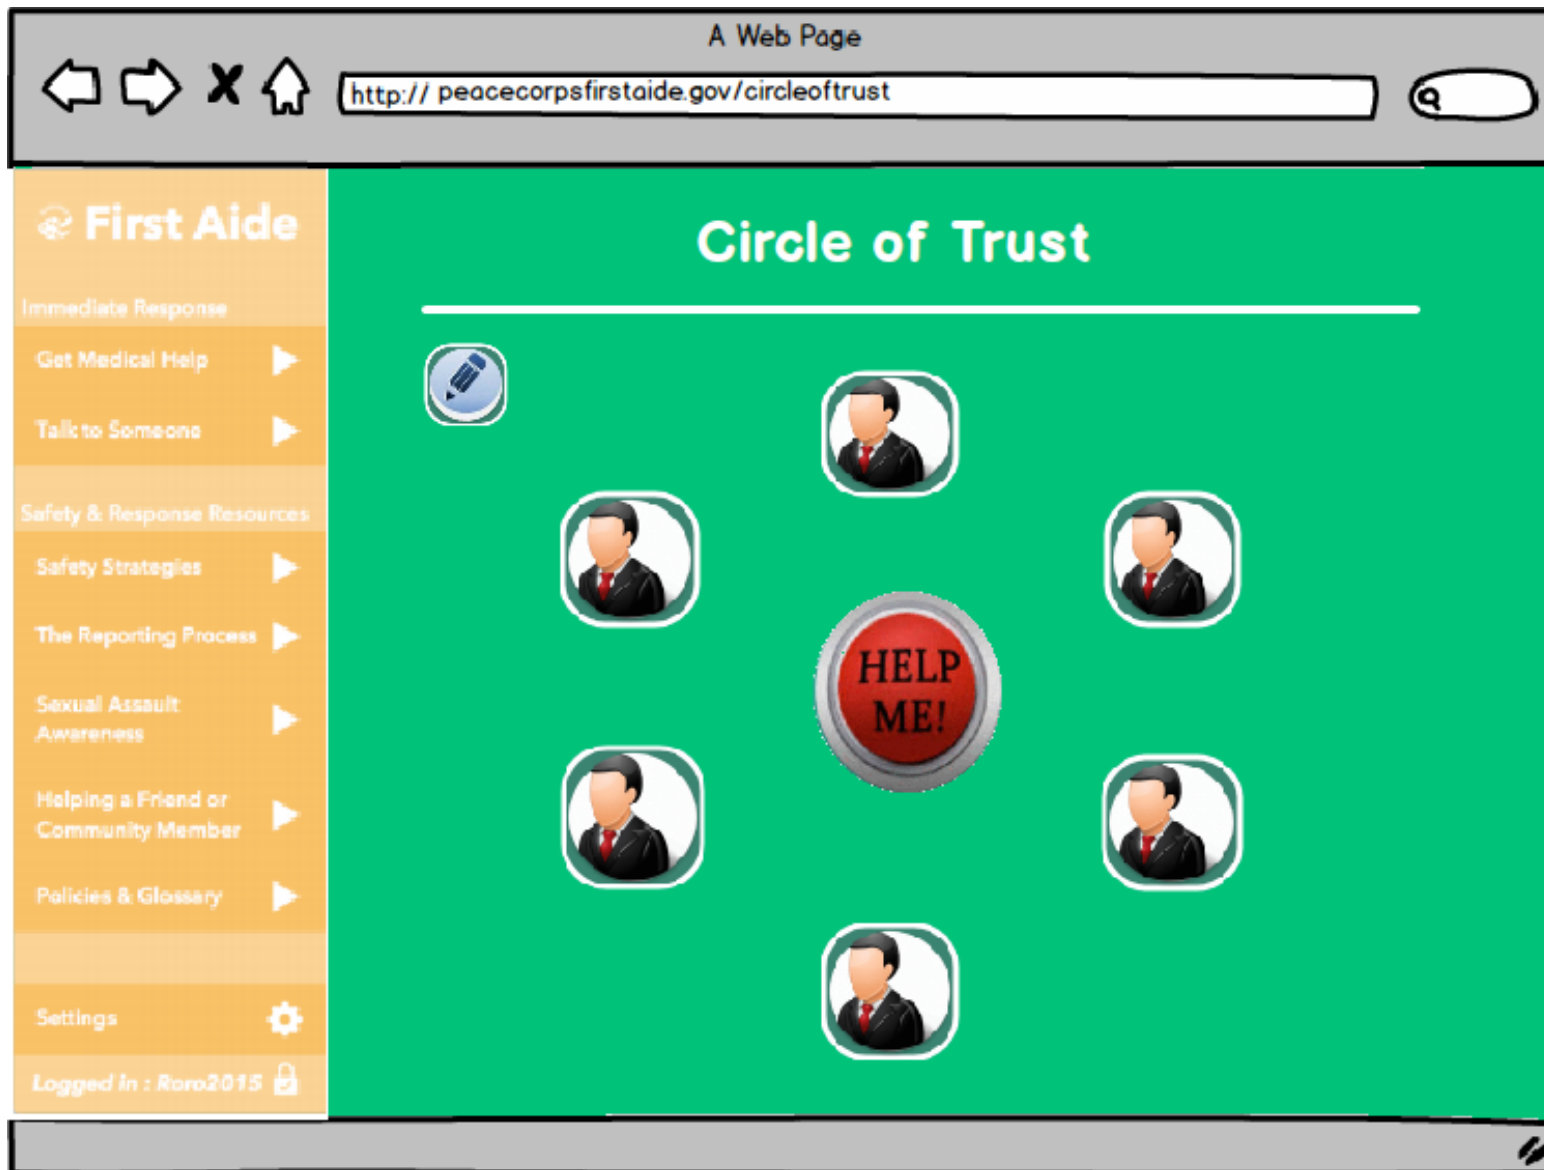 A Web Page
http:// peacecorpsfirstaide.gov/circleoftrust
First Aide
Circle of Trust
Immediate Response
Get Medical Help
Talk to Someone
Safety & Response Resources
Safety Strategies
The Reporting Process
Sexual Assault
Awareness
Helping a Friend or
Community Member
Policies & Glossary
Settings
Logged in : Roro2015
HELP
ME!